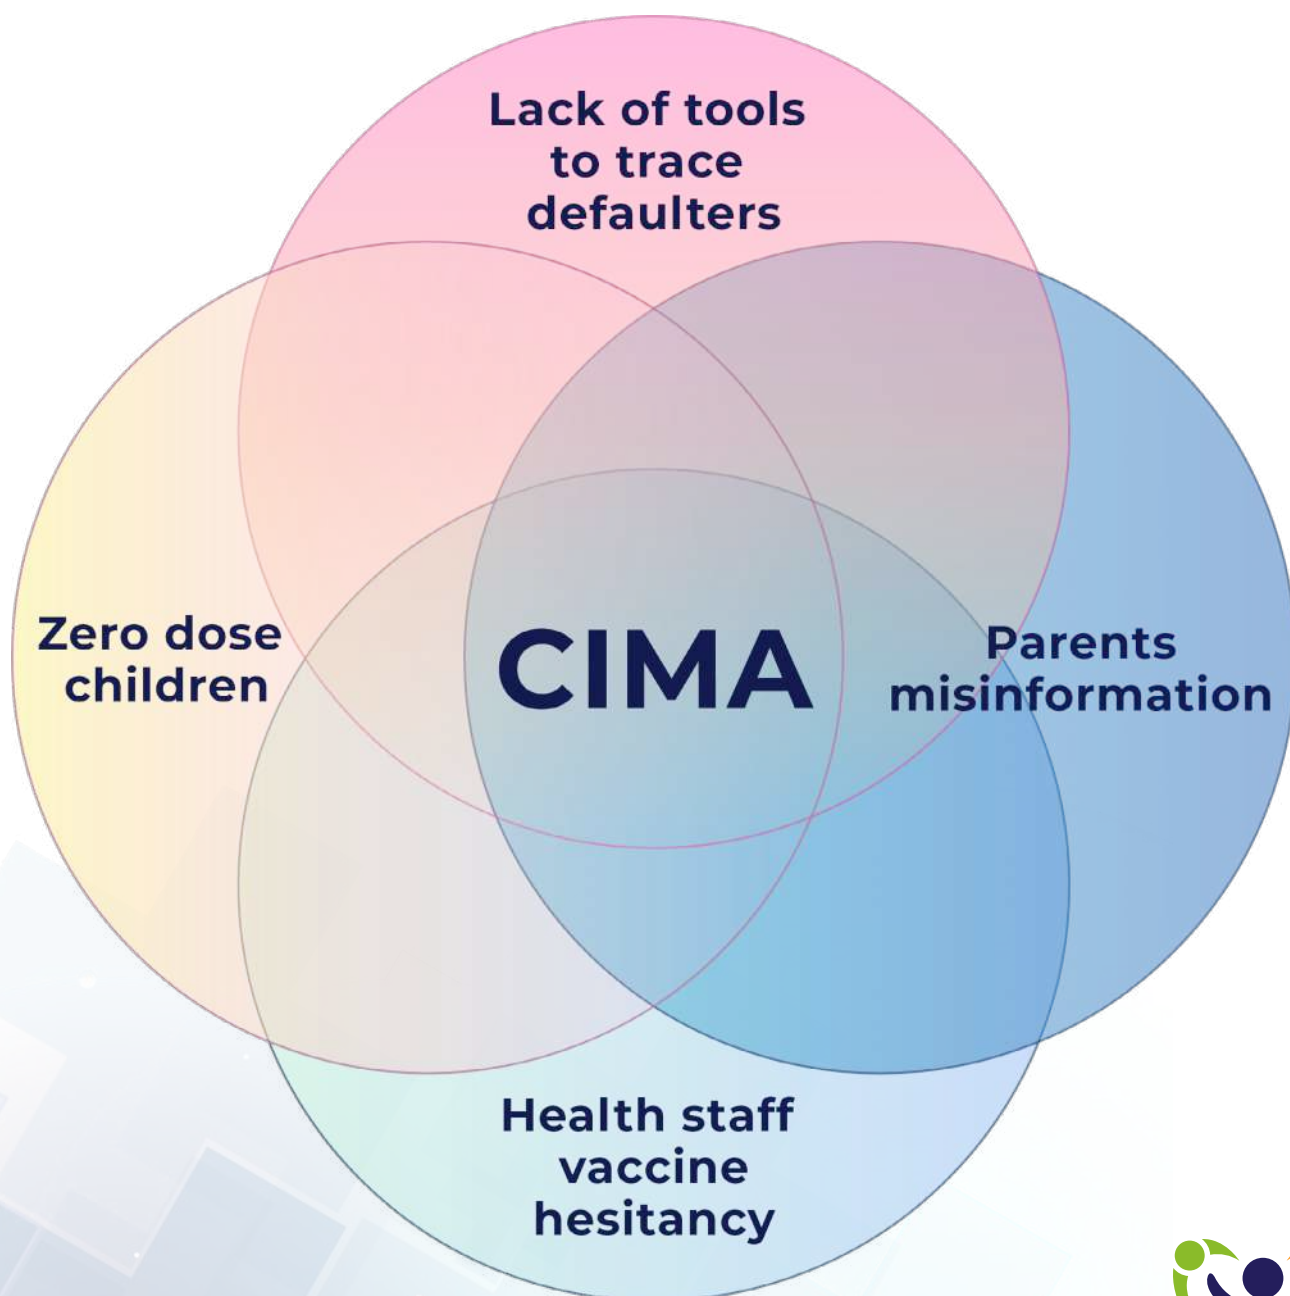 Lack of tools
to trace
defaulters
Zero dose
children
CIMA
Parents
misinformation
Health staff
vaccine
hesitancy